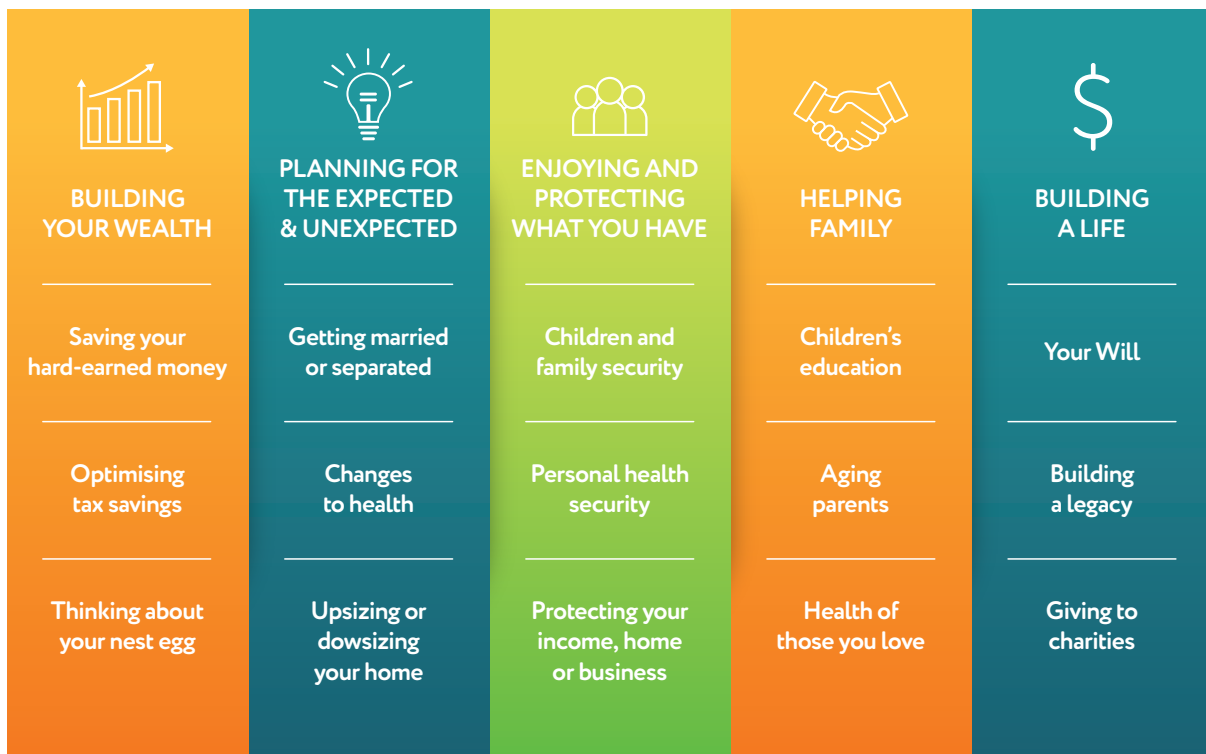 BUILDING
YOUR WEALTH
Saving your
hard-earned money
Optimising
tax savings
Thinking about
your nest egg
PLANNING FOR
THE EXPECTED
& UNEXPECTED
Getting married
or separated
Changes
to health
Upsizing or
dowsizing
your home
ENJOYING AND
PROTECTING
WHAT YOU HAVE
Children and
family security
Personal health
security
Protecting your
income, home
or business
HELPING
FAMILY
Children's
education
Aging
parents
Health of
those you love
$
BUILDING
A LIFE
Your Will
Building
a legacy
Giving to
charities